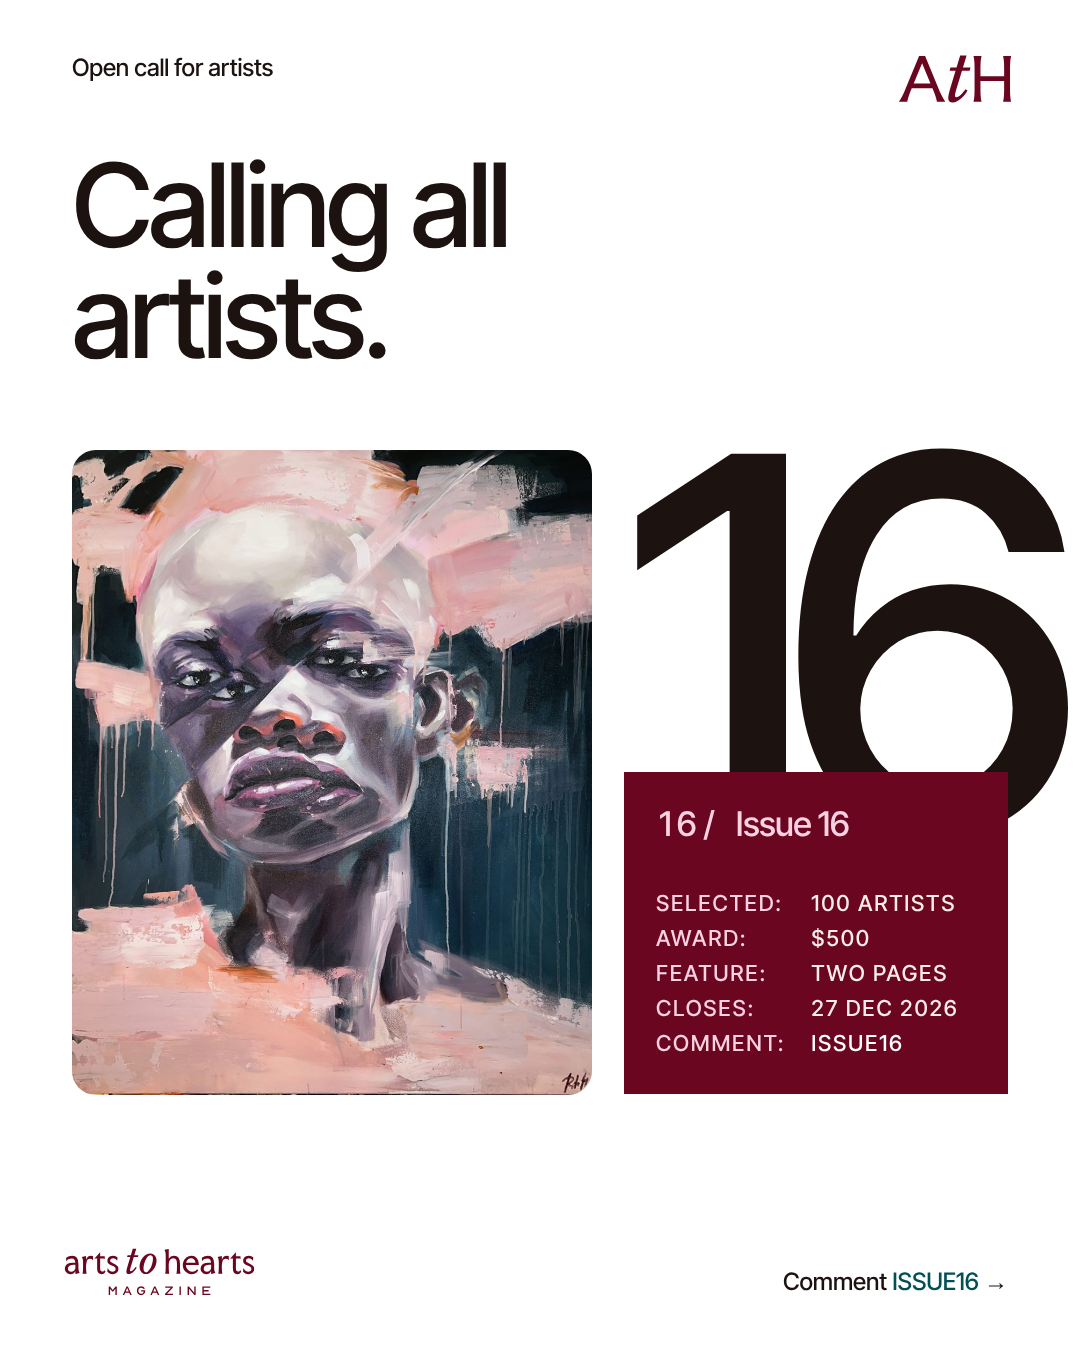 Open call for artists
AtH
Calling all
artists.
16
16 / Issue 16
SELECTED: 100 ARTISTS
AWARD: $500
FEATURE: TWO PAGES
CLOSES: 27 DEC 2026
COMMENT: ISSUE16
arts to hearts
MAGAZINE
Comment ISSUE16 →